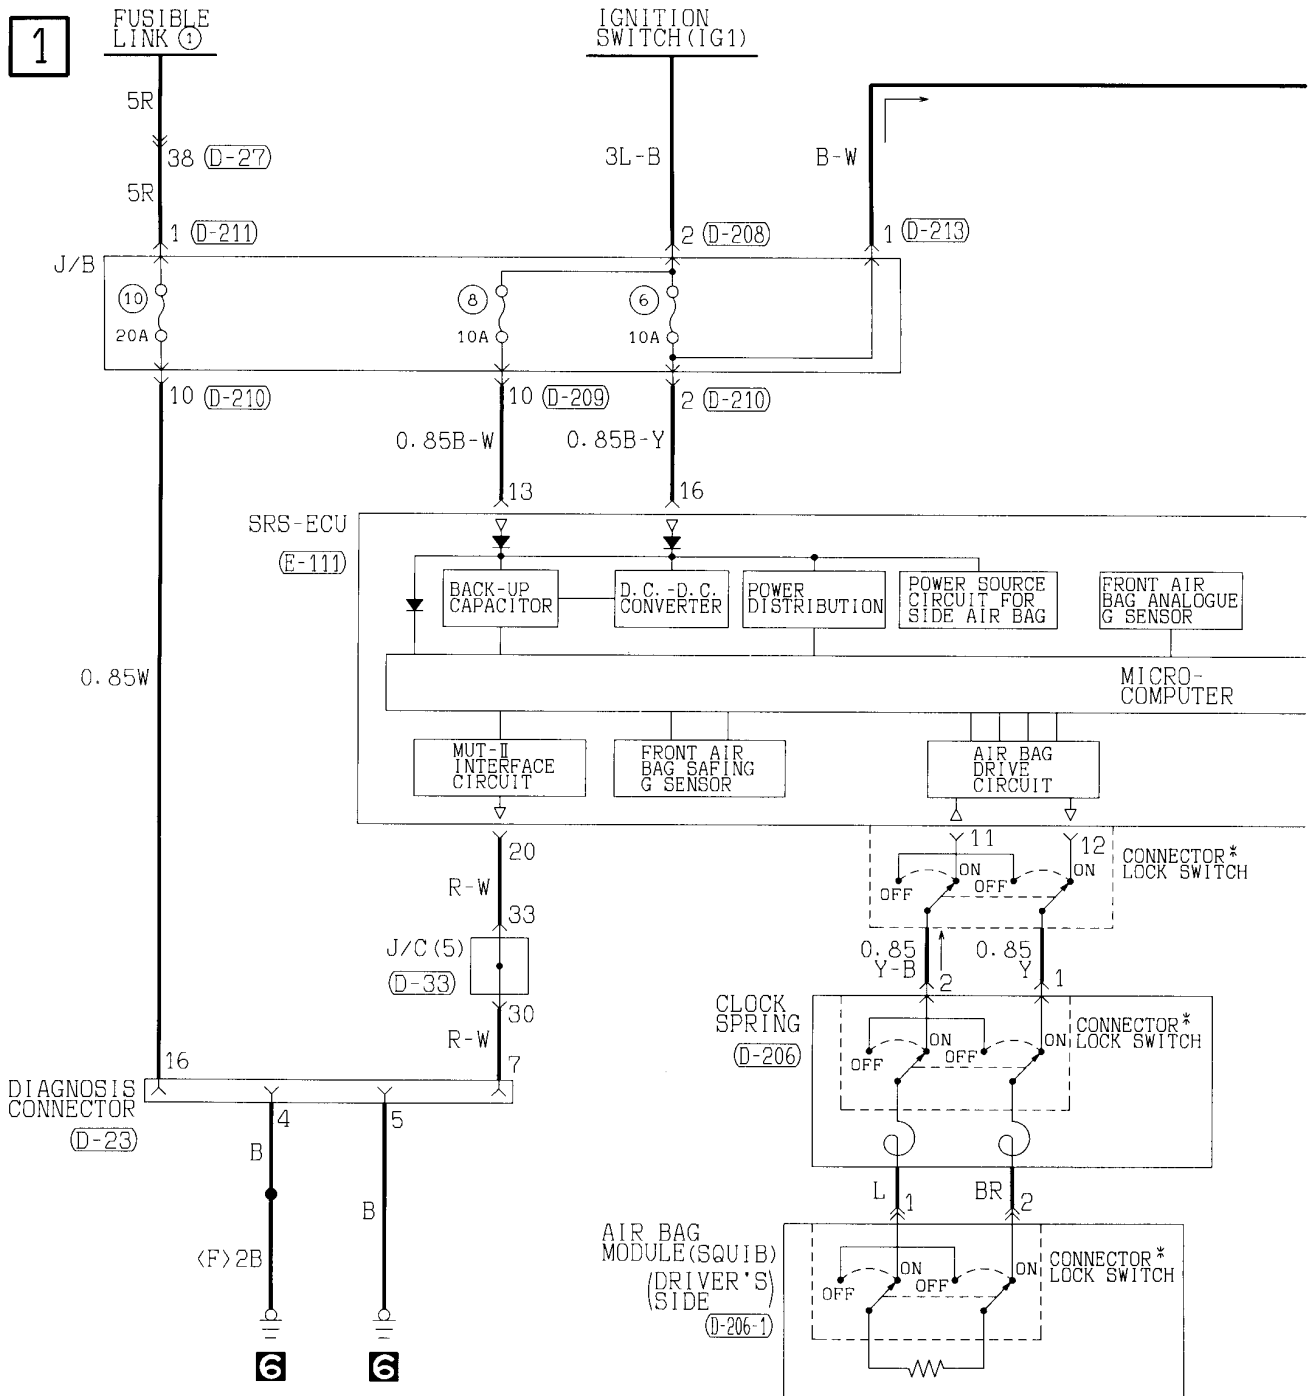 1
FUSIBLE
LINK ①
IGNITION
SWITCH(IG1)
5R
38 (D-27)
3L-B
B-W
5R
1 (D-211)
2 (D-208)
1 (D-213)
J/B
10
20A
8
10A
6
10A
10 (D-210)
10 (D-209)
2 (D-210)
0.85B-W
0.85B-Y
13
16
SRS-ECU
(E-111)
BACK-UP
CAPACITOR
D.C.-D.C.
CONVERTER
POWER
DISTRIBUTION
POWER SOURCE
CIRCUIT FOR
SIDE AIR BAG
FRONT AIR
BAG ANALOGUE
G SENSOR
0.85W
MICRO-
COMPUTER
MUT-II
INTERFACE
CIRCUIT
FRONT AIR
BAG SAFING
G SENSOR
AIR BAG
DRIVE
CIRCUIT
20
11
12
ON
OFF
ON
OFF
CONNECTOR*
LOCK SWITCH
R-W
33
J/C(5)
(D-33)
0.85
Y-B
2
0.85
Y
1
30
R-W
7
CLOCK
SPRING
(D-206)
ON
OFF
ON
OFF
CONNECTOR*
LOCK SWITCH
16
DIAGNOSIS
CONNECTOR
(D-23)
4
5
B
B
<F>2B
6
6
L
1
BR
2
AIR BAG
MODULE(SQUIB)
(DRIVER'S
SIDE)
(D-206-1)
ON
OFF
ON
OFF
CONNECTOR*
LOCK SWITCH